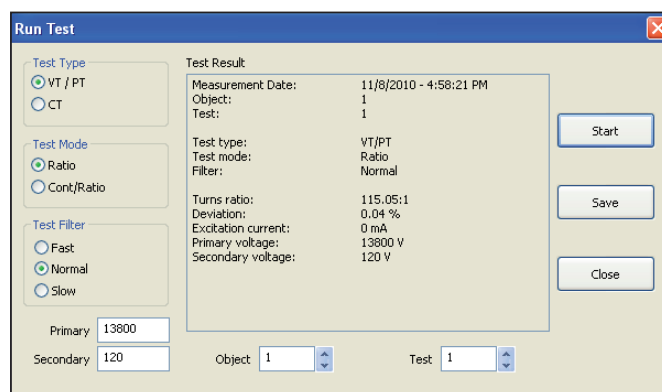 Run Test
Test Type
VT / PT
CT
Test Mode
Ratio
Cont/Ratio
Test Filter
Fast
Normal
Slow
Primary 13800
Secondary 120
Test Result
Measurement Date: 11/8/2010 - 4:58:21 PM
Object: 1
Test: 1
Test type: VT/PT
Test mode: Ratio
Filter: Normal
Turns ratio: 115.05:1
Deviation: 0.04 %
Excitation current: 0 mA
Primary voltage: 13800 V
Secondary voltage: 120 V
Object 1
Test 1
Start
Save
Close